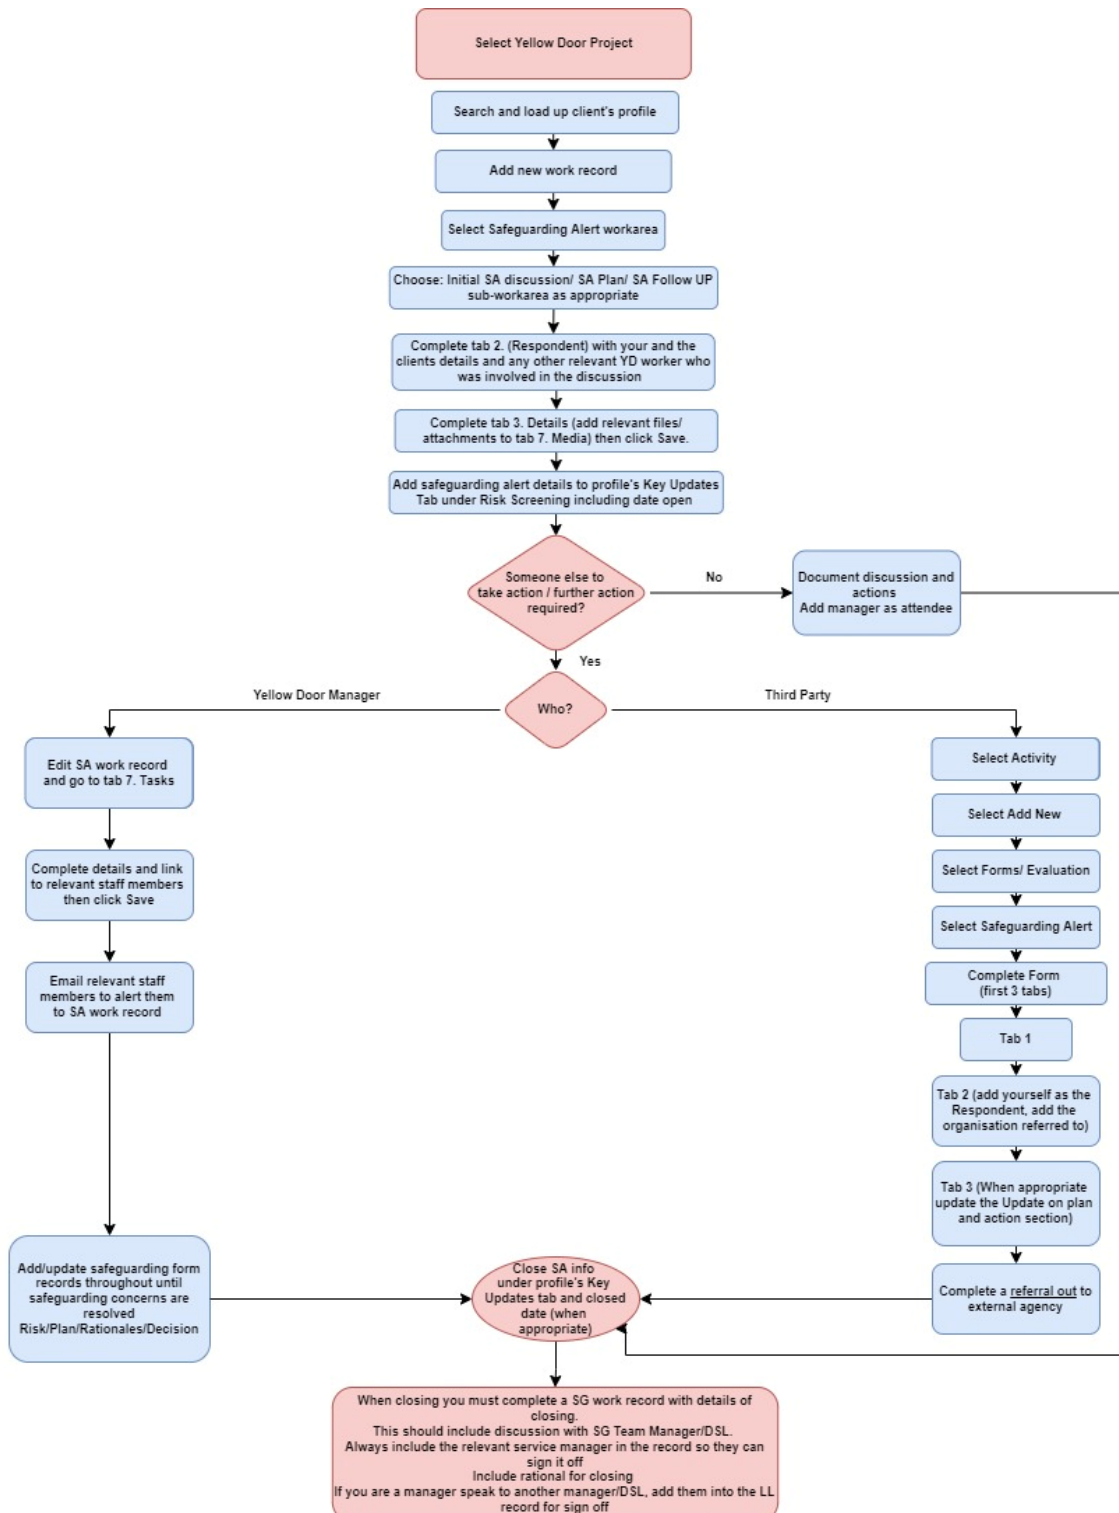 Select Yellow Door Project
Search and load up client's profile
Add new work record
Select Safeguarding Alert workarea
Choose: Initial SA discussion/ SA Plan/ SA Follow UP
sub-workarea as appropriate
Complete tab 2. (Respondent) with your and the
clients details and any other relevant YD worker who
was involved in the discussion
Complete tab 3. Details (add relevant files/
attachments to tab 7. Media) then click Save.
Add safeguarding alert details to profile's Key Updates
Tab under Risk Screening including date open
Someone else to
take action / further action
required?
No
Document discussion and
actions
Add manager as attendee
Yes
Who?
Yellow Door Manager
Third Party
Edit SA work record
and go to tab 7. Tasks
Complete details and link
to relevant staff members
then click Save
Email relevant staff
members to alert them
to SA work record
Add/update safeguarding form
records throughout until
safeguarding concerns are
resolved
Risk/Plan/Rationales/Decision
Select Activity
Select Add New
Select Forms/ Evaluation
Select Safeguarding Alert
Complete Form
(first 3 tabs)
Tab 1
Tab 2 (add yourself as the
Respondent, add the
organisation referred to)
Tab 3 (When appropriate
update the Update on plan
and action section)
Complete a referral out to
external agency
Close SA info
under profile's Key
Updates tab and closed
date (when
appropriate)
When closing you must complete a SG work record with details of
closing.
This should include discussion with SG Team Manager/DSL.
Always include the relevant service manager in the record so they can
sign it off
Include rational for closing
If you are a manager speak to another manager/DSL, add them into the LL
record for sign off